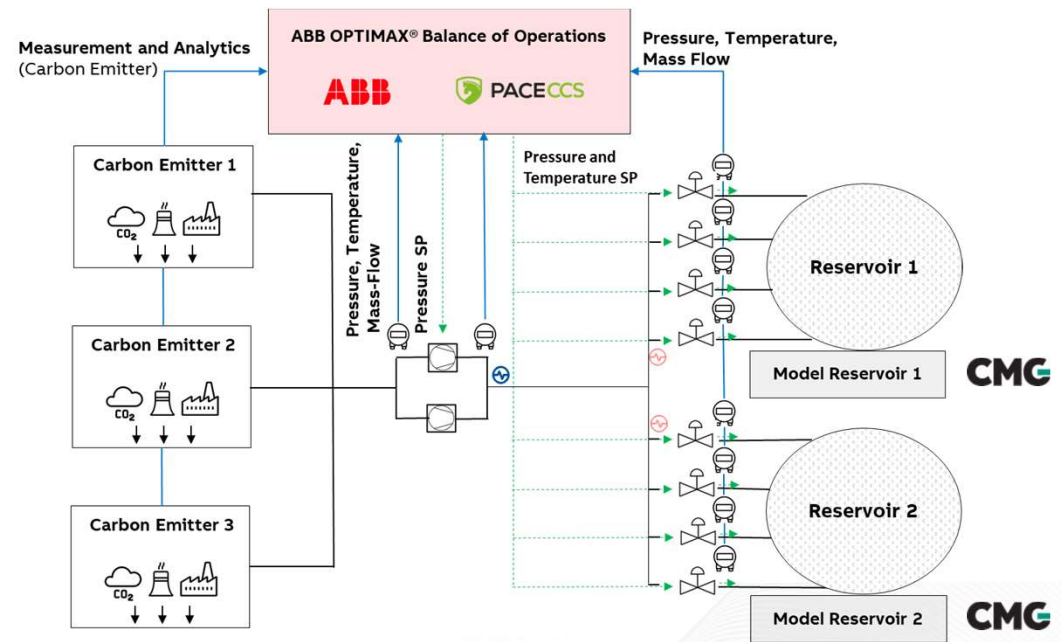 Measurement and Analytics
(Carbon Emitter)
ABB OPTIMAX® Balance of Operations
ABB
PACECCS
Pressure, Temperature,
Mass Flow
Carbon Emitter 1
CO₂
Pressure, Temperature,
Mass-Flow
Pressure SP
Pressure and
Temperature SP
Reservoir 1
Model Reservoir 1
CMG
Carbon Emitter 2
CO₂
Carbon Emitter 3
CO₂
Reservoir 2
Model Reservoir 2
CMG